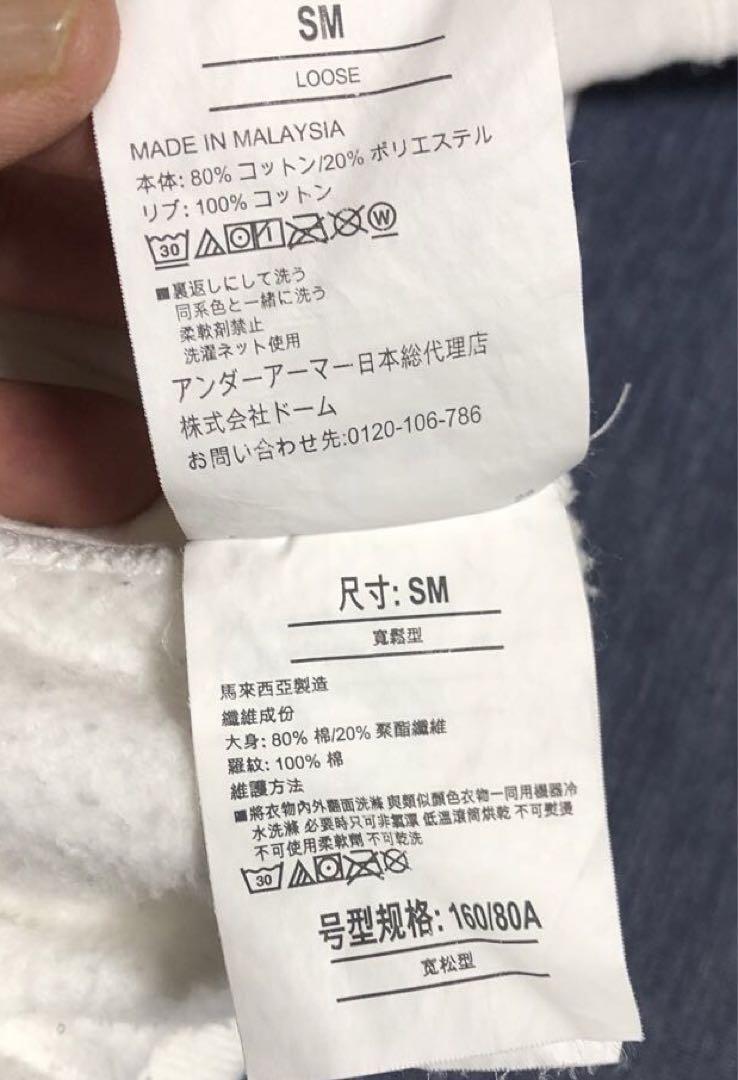 SM
LOOSE
MADE IN MALAYSIA
本体: 80% コットン/20% ポリエステル
リブ: 100% コットン
30 W
■裏返しにして洗う
同系色と一緒に洗う
柔軟剤禁止
洗濯ネット使用
アンダーアーマー日本総代理店
株式会社ドーム
お問い合わせ先:0120-106-786
尺寸: SM
寬鬆型
馬來西亞製造
纖維成份
大身: 80% 棉/20% 聚酯纖維
羅紋: 100% 棉
維護方法
■將衣物內外翻面洗滌 與類似顏色衣物一同用機器冷
水洗滌 必要時只可非氯漂 低溫滾筒烘乾 不可熨燙
不可使用柔軟劑 不可乾洗
30
号型规格: 160/80A
宽松型